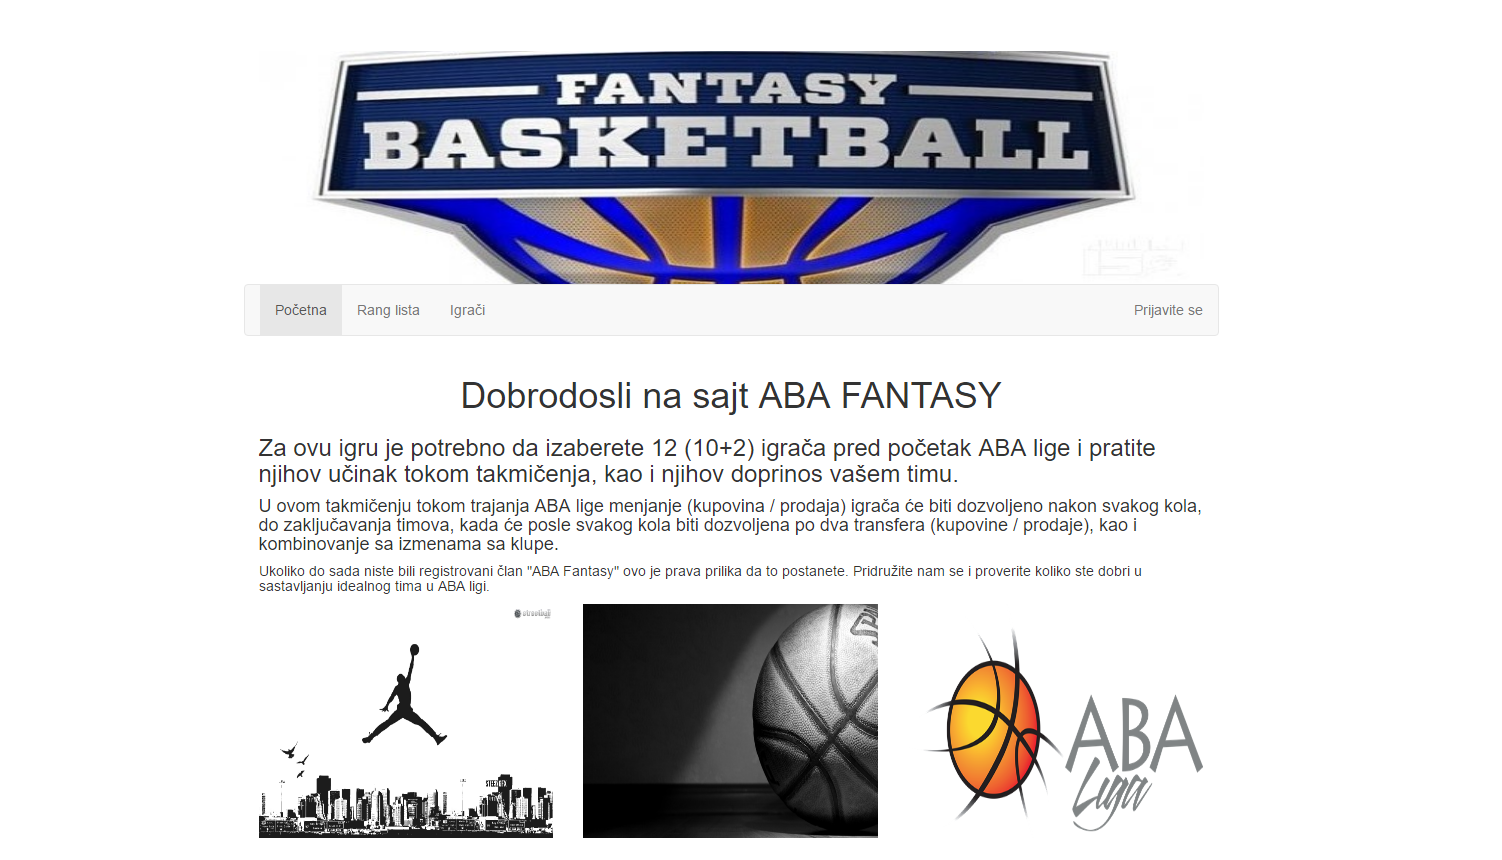 FANTASY
BASKETBALL
Početna Rang lista Igrači Prijavite se
Dobrodosli na sajt ABA FANTASY
Za ovu igru je potrebno da izaberete 12 (10+2) igrača pred početak ABA lige i pratite
njihov učinak tokom takmičenja, kao i njihov doprinos vašem timu.
U ovom takmičenju tokom trajanja ABA lige menjanje (kupovina / prodaja) igrača će biti dozvoljeno nakon svakog kola,
do zaključavanja timova, kada će posle svakog kola biti dozvoljena po dva transfera (kupovine / prodaje), kao i
kombinovanje sa izmenama sa klupe.
Ukoliko do sada niste bili registrovani član "ABA Fantasy" ovo je prava prilika da to postanete. Pridružite nam se i proverite koliko ste dobri u
sastavljanju idealnog tima u ABA ligi.
ABA
Liga